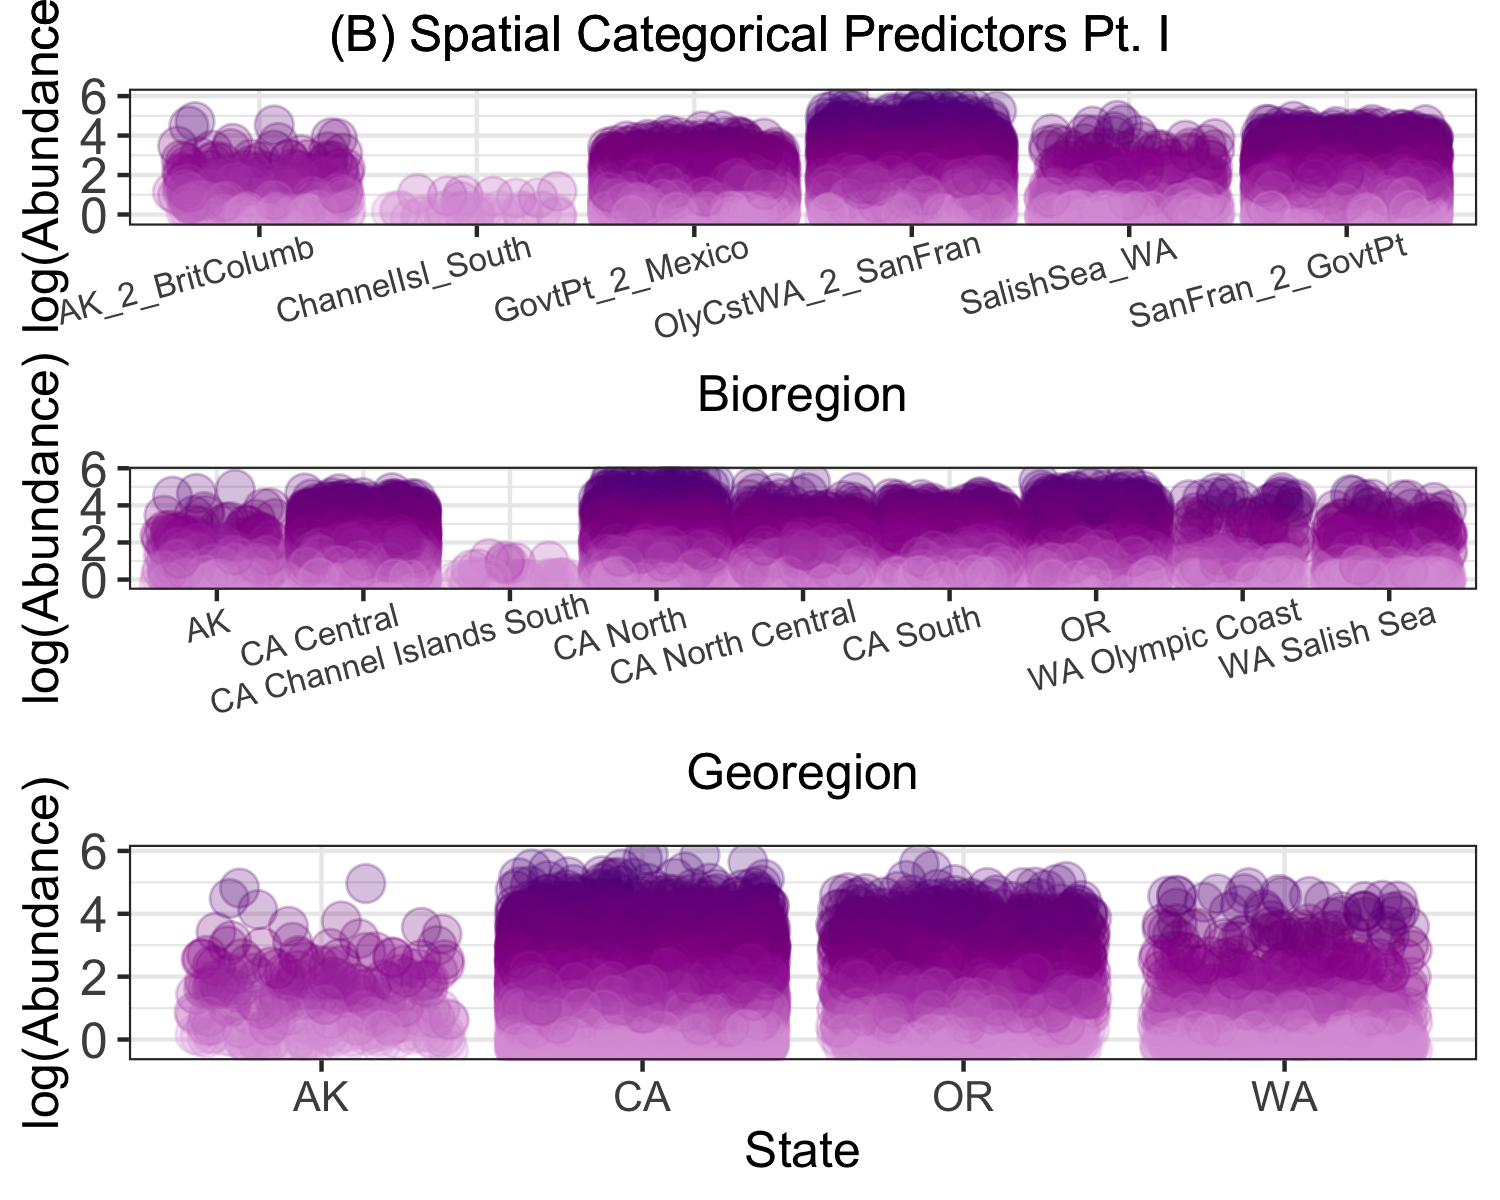 (B) Spatial Categorical Predictors Pt. I
log(Abundance
6
4
2
0
AK_2_BritColumb
ChannelIsl_South
GovtPt_2_Mexico
OlyCstWA_2_SanFran
SalishSea_WA
SanFran_2_GovtPt
Bioregion
log(Abundance)
6
4
2
0
AK
CA Central
CA Channel Islands South
CA North
CA North Central
CA South
OR
WA Olympic Coast
WA Salish Sea
Georegion
log(Abundance)
6
4
2
0
AK
CA
OR
WA
State